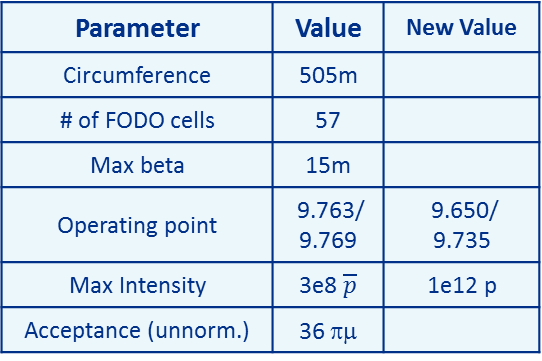 Parameter Value New Value
Circumference 505m
# of FODO cells 57
Max beta 15m
Operating point 9.763/ 9.650/
9.769 9.735
Max Intensity 3e8 p̅ 1e12 p
Acceptance (unnorm.) 36 πμ